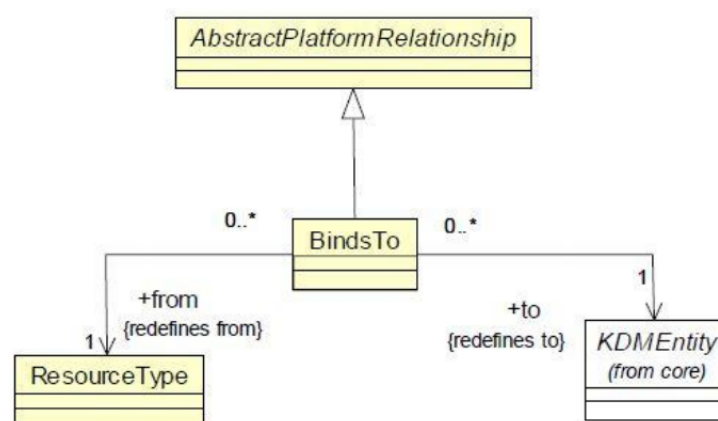 AbstractPlatformRelationship
0..*
BindsTo
0..*
+from
{redefines from}
1
ResourceType
1
+to
{redefines to}
KDMEntity
(from core)